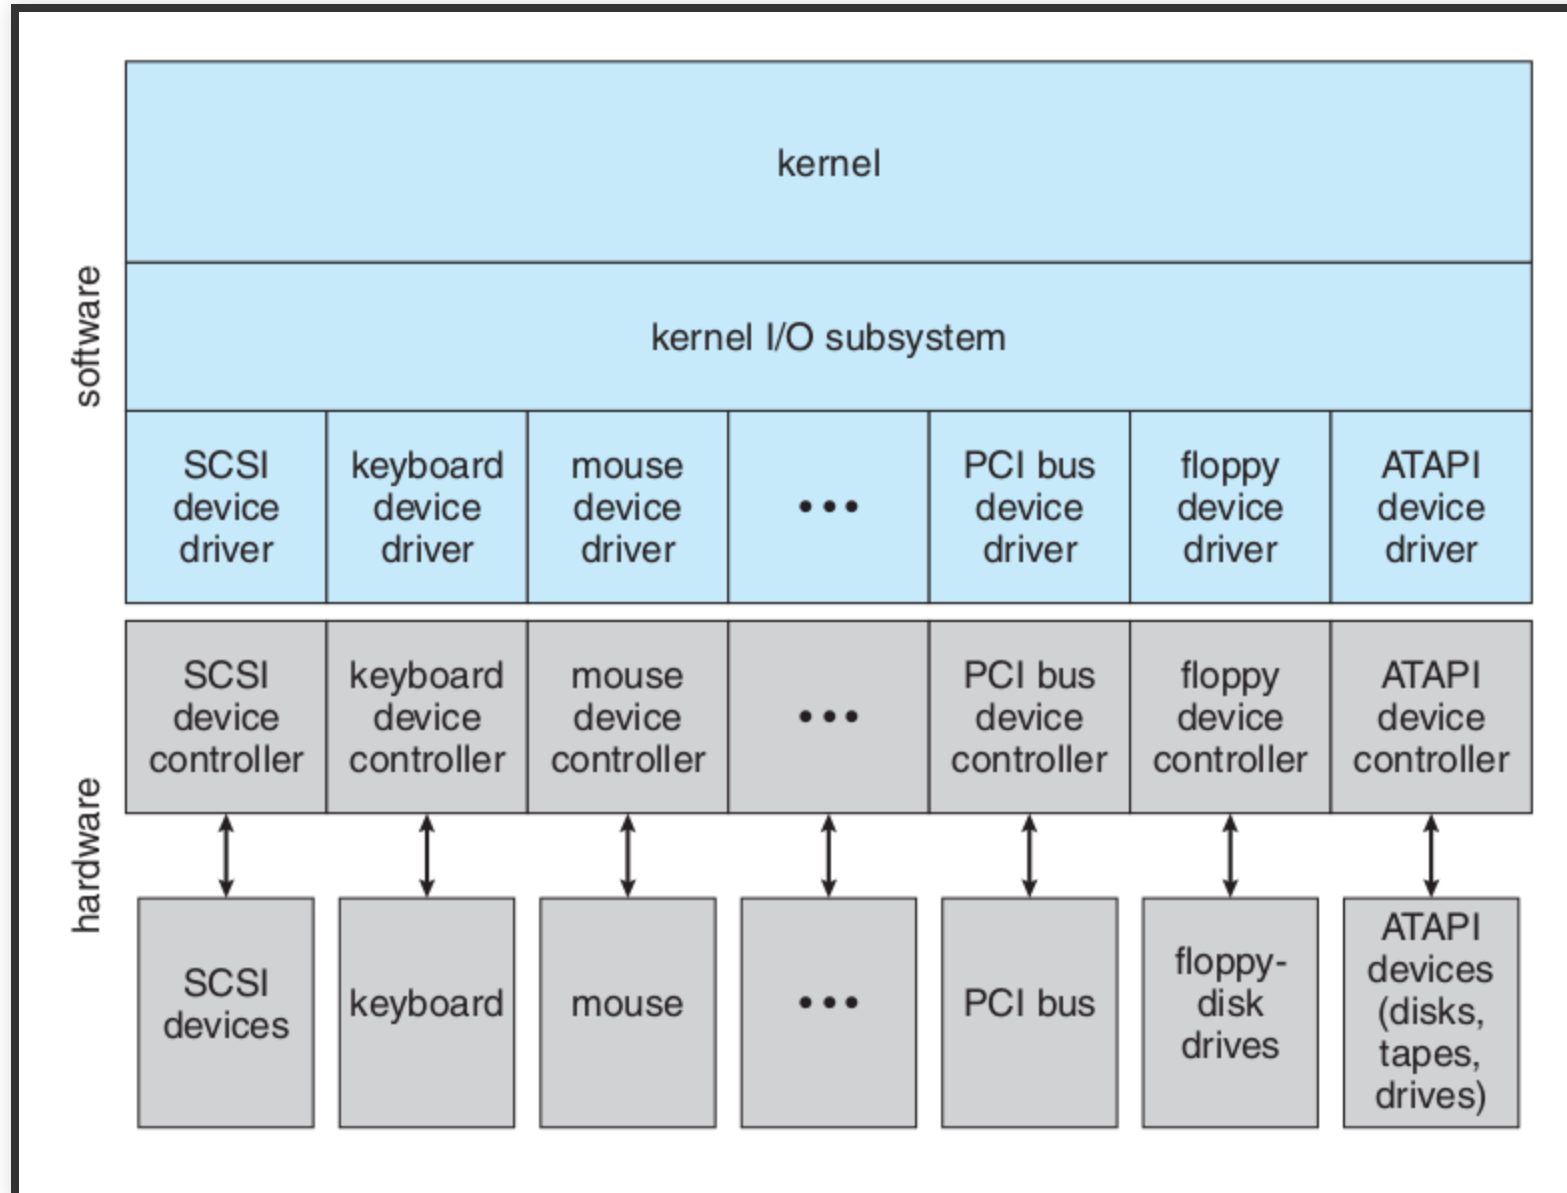 kernel
software
kernel I/O subsystem
SCSI
device
driver
keyboard
device
driver
mouse
device
driver
•••
PCI bus
device
driver
floppy
device
driver
ATAPI
device
driver
hardware
SCSI
device
controller
keyboard
device
controller
mouse
device
controller
•••
PCI bus
device
controller
floppy
device
controller
ATAPI
device
controller
SCSI
devices
keyboard
mouse
•••
PCI bus
floppy-
disk
drives
ATAPI
devices
(disks,
tapes,
drives)